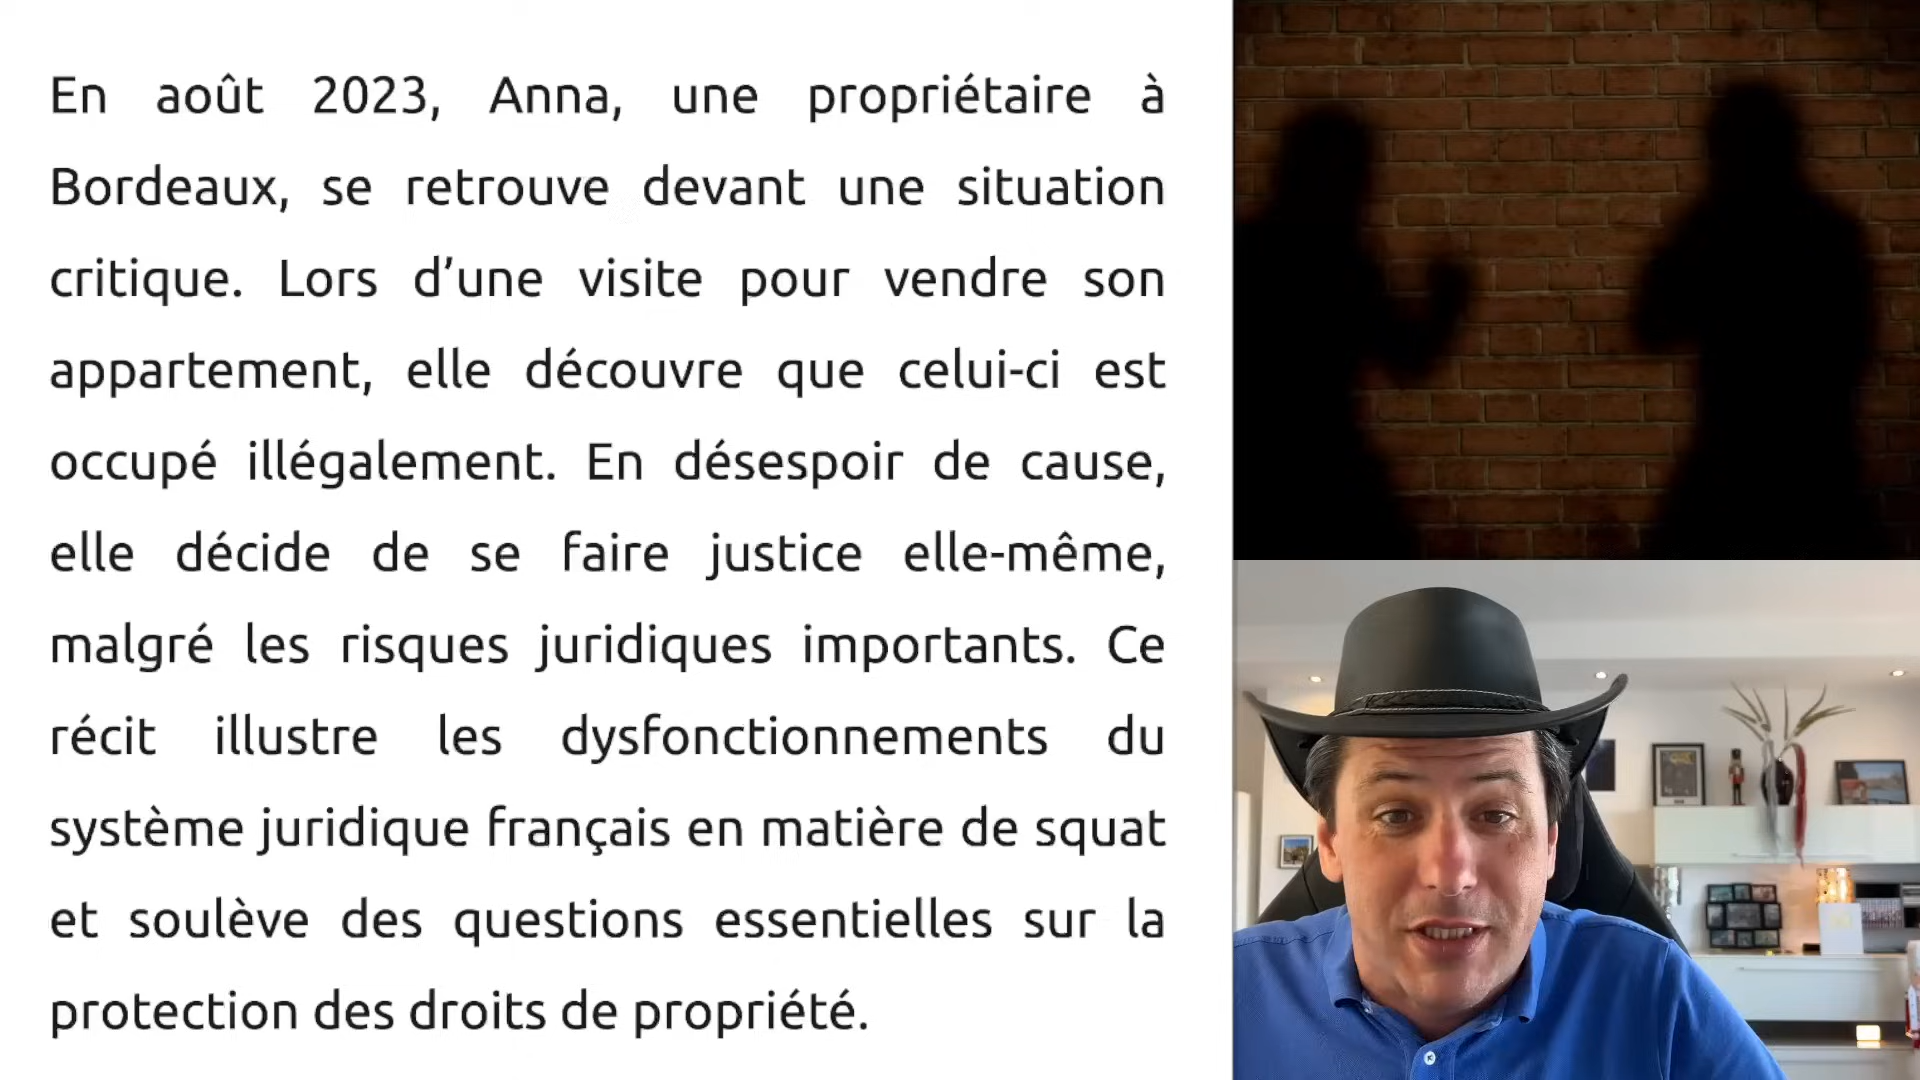 En août 2023, Anna, une propriétaire à
Bordeaux, se retrouve devant une situation
critique. Lors d’une visite pour vendre son
appartement, elle découvre que celui-ci est
occupé illégalement. En désespoir de cause,
elle décide de se faire justice elle-même,
malgré les risques juridiques importants. Ce
récit illustre les dysfonctionnements du
système juridique français en matière de squat
et soulève des questions essentielles sur la
protection des droits de propriété.